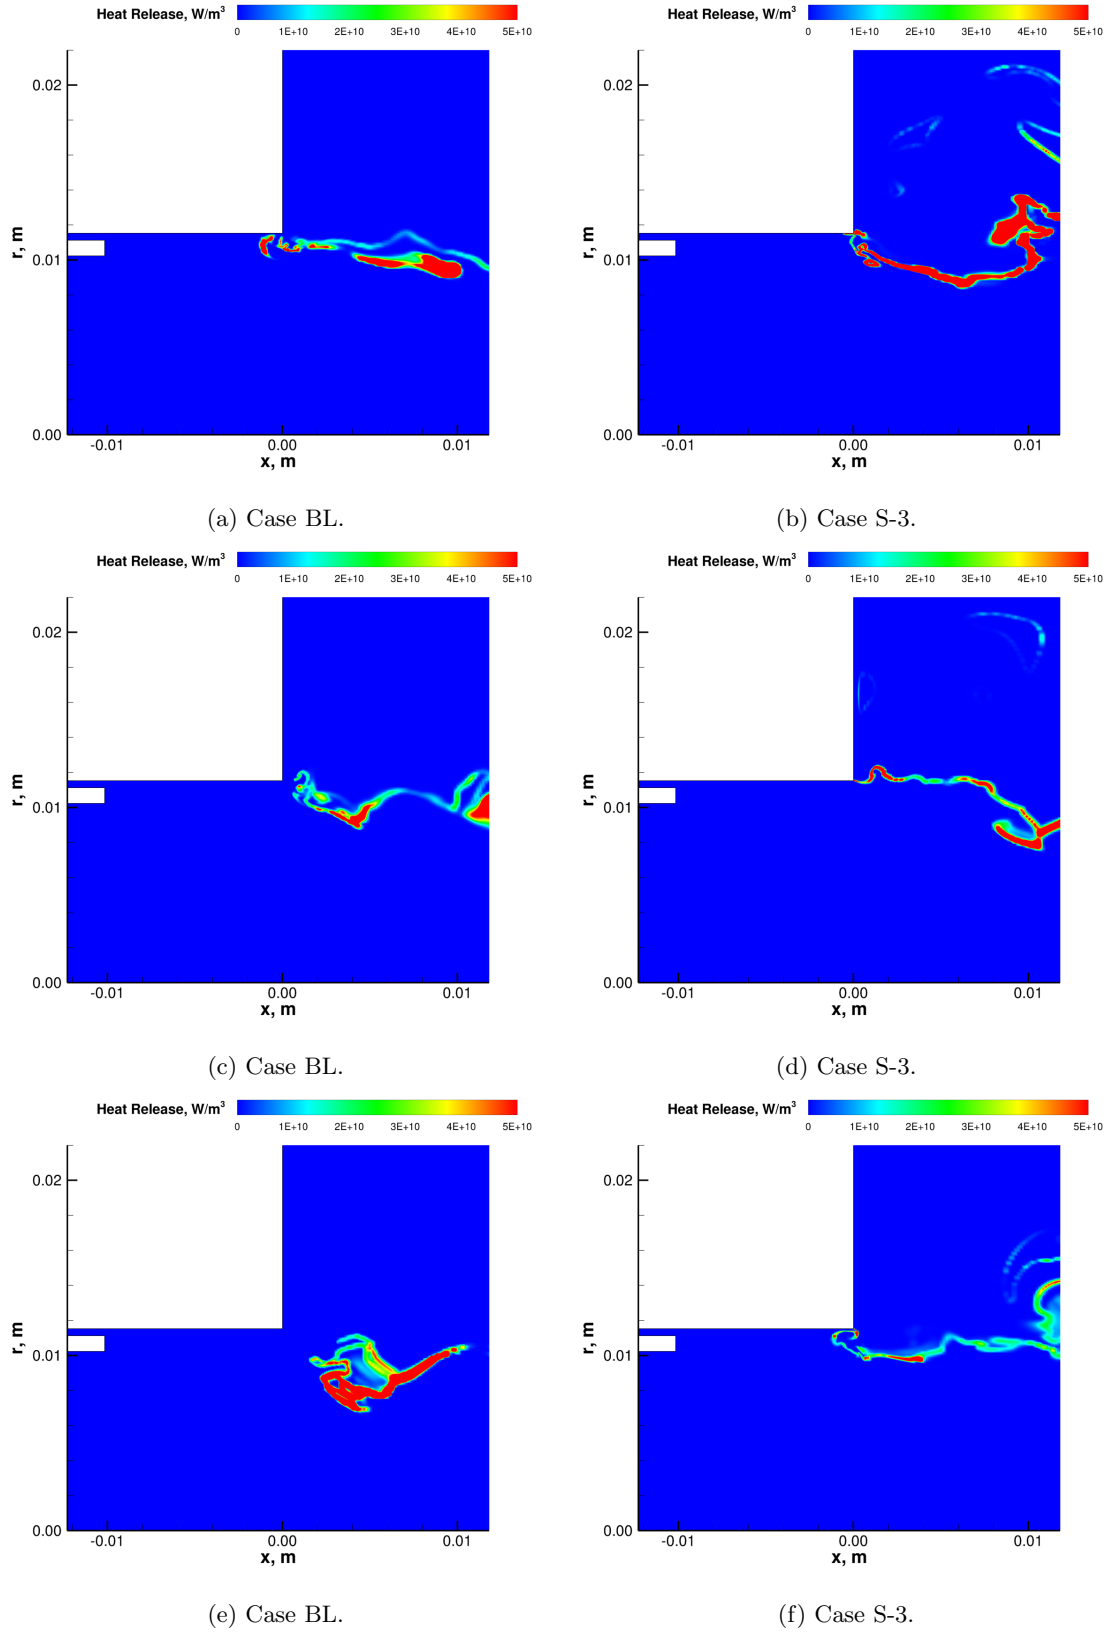 Heat Release, W/m³
0 1E+10 2E+10 3E+10 4E+10 5E+10
r, m
0.02
0.01
0.00
-0.01 0.00 0.01
x, m
(a) Case BL.
Heat Release, W/m³
0 1E+10 2E+10 3E+10 4E+10 5E+10
r, m
0.02
0.01
0.00
-0.01 0.00 0.01
x, m
(b) Case S-3.
Heat Release, W/m³
0 1E+10 2E+10 3E+10 4E+10 5E+10
r, m
0.02
0.01
0.00
-0.01 0.00 0.01
x, m
(c) Case BL.
Heat Release, W/m³
0 1E+10 2E+10 3E+10 4E+10 5E+10
r, m
0.02
0.01
0.00
-0.01 0.00 0.01
x, m
(d) Case S-3.
Heat Release, W/m³
0 1E+10 2E+10 3E+10 4E+10 5E+10
r, m
0.02
0.01
0.00
-0.01 0.00 0.01
x, m
(e) Case BL.
Heat Release, W/m³
0 1E+10 2E+10 3E+10 4E+10 5E+10
r, m
0.02
0.01
0.00
-0.01 0.00 0.01
x, m
(f) Case S-3.